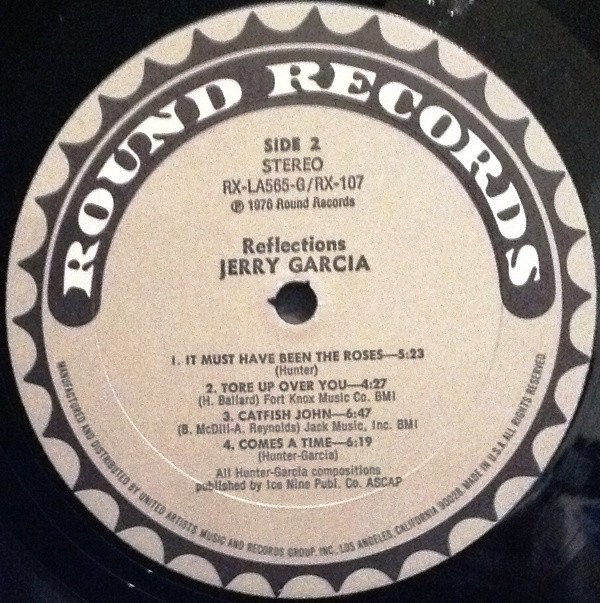 ROUND RECORDS
SIDE 2
STEREO
RX-LA565-G/RX-107
℗ 1976 Round Records
Reflections
JERRY GARCIA
1. IT MUST HAVE BEEN THE ROSES—5:23
(Hunter)
2. TORE UP OVER YOU—4:27
(H. Ballard) Fort Knox Music Co. BMI
3. CATFISH JOHN—6:47
(B. McDill-A. Reynolds) Jack Music, Inc. BMI
4. COMES A TIME—6:19
(Hunter-Garcia)
All Hunter-Garcia compositions
published by Ice Nine Publ. Co. ASCAP
MANUFACTURED AND DISTRIBUTED BY UNITED ARTISTS MUSIC AND RECORDS GROUP, INC., LOS ANGELES, CALIFORNIA 90028. MADE IN U.S.A. ALL RIGHTS RESERVED